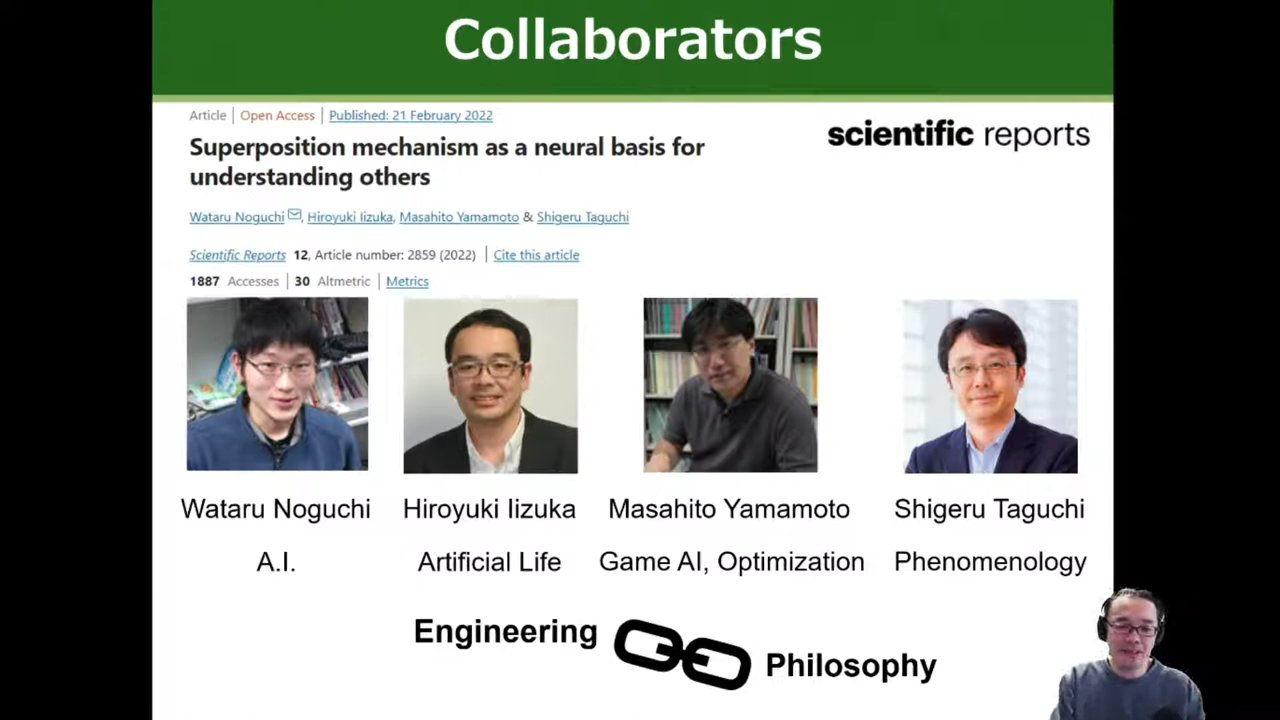 Collaborators
Article | Open Access | Published: 21 February 2022
scientific reports
Superposition mechanism as a neural basis for
understanding others
Wataru Noguchi, Hiroyuki Iizuka, Masahito Yamamoto & Shigeru Taguchi
Scientific Reports 12, Article number: 2859 (2022) | Cite this article
1887 Accesses | 30 Altmetric | Metrics
Wataru Noguchi
Hiroyuki Iizuka
Masahito Yamamoto
Shigeru Taguchi
A.I.
Artificial Life
Game AI, Optimization
Phenomenology
Engineering
Philosophy